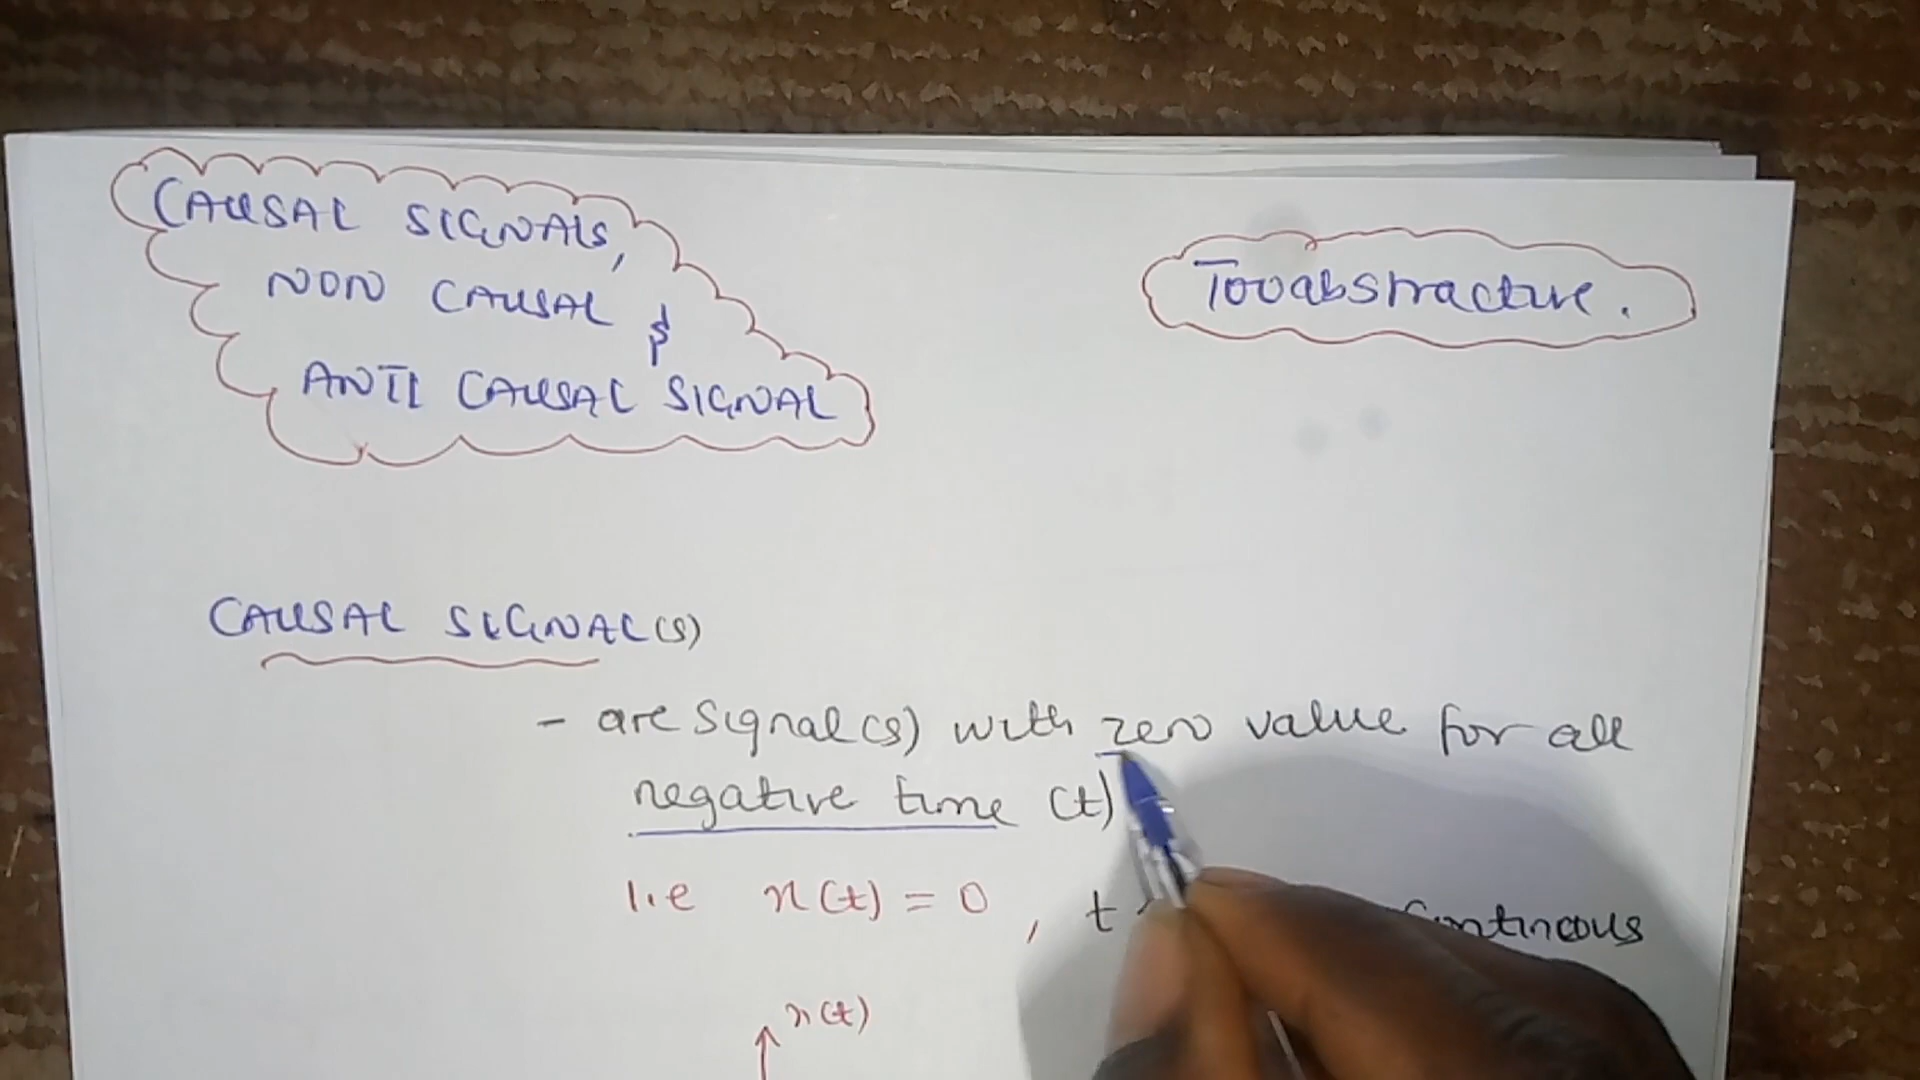 CAUSAL SIGNALS,
NON CAUSAL &
ANTI CAUSAL SIGNAL
Tooabstractive.
CAUSAL SIGNAL(S)
- are signal(s) with zero value for all
negative time (t)
I.e x(t) = 0 , t
x(t)